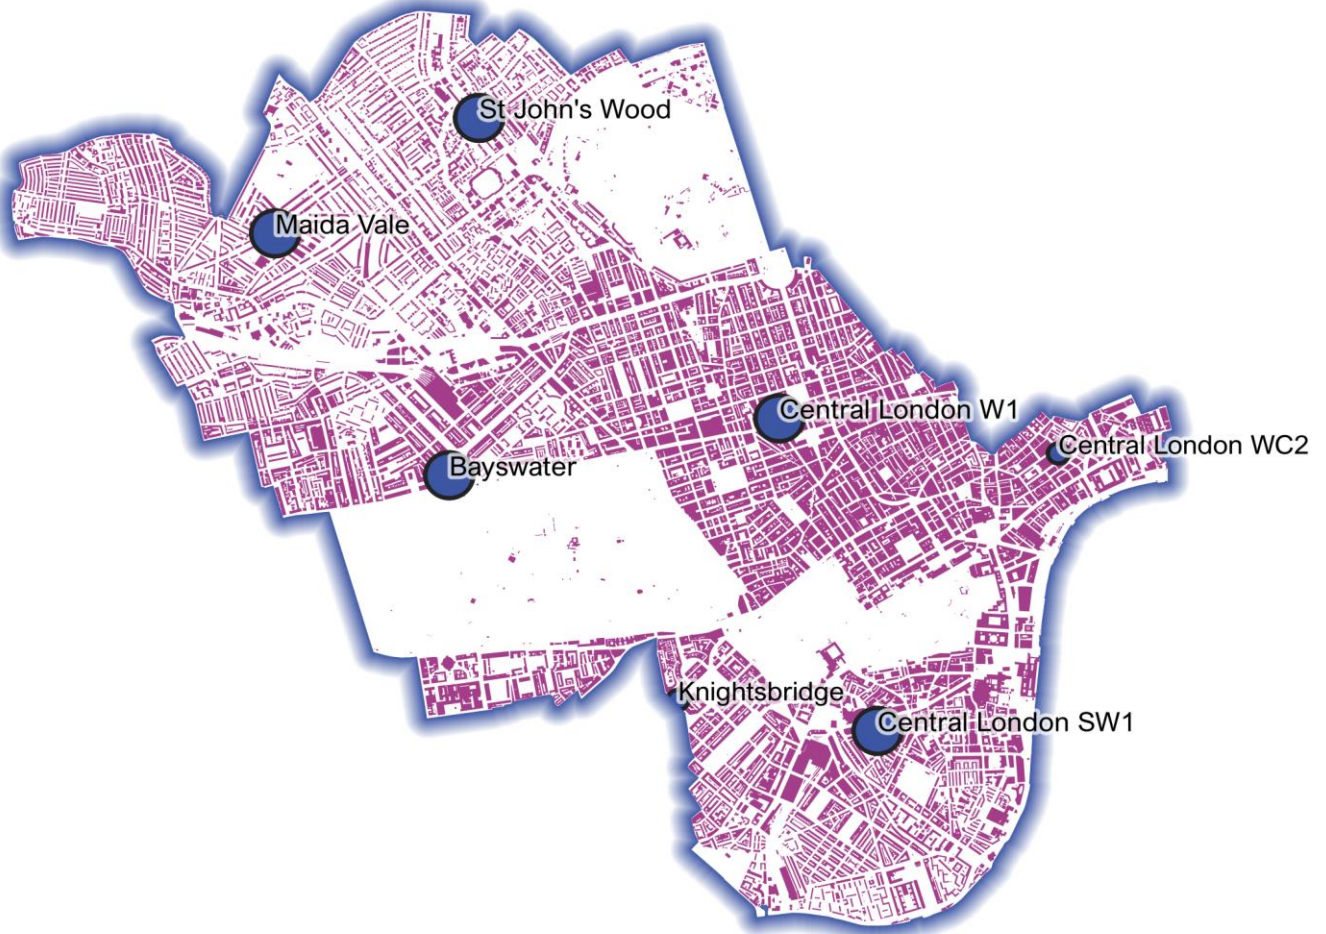 St John's Wood
Maida Vale
Central London W1
Central London WC2
Bayswater
Knightsbridge
Central London SW1